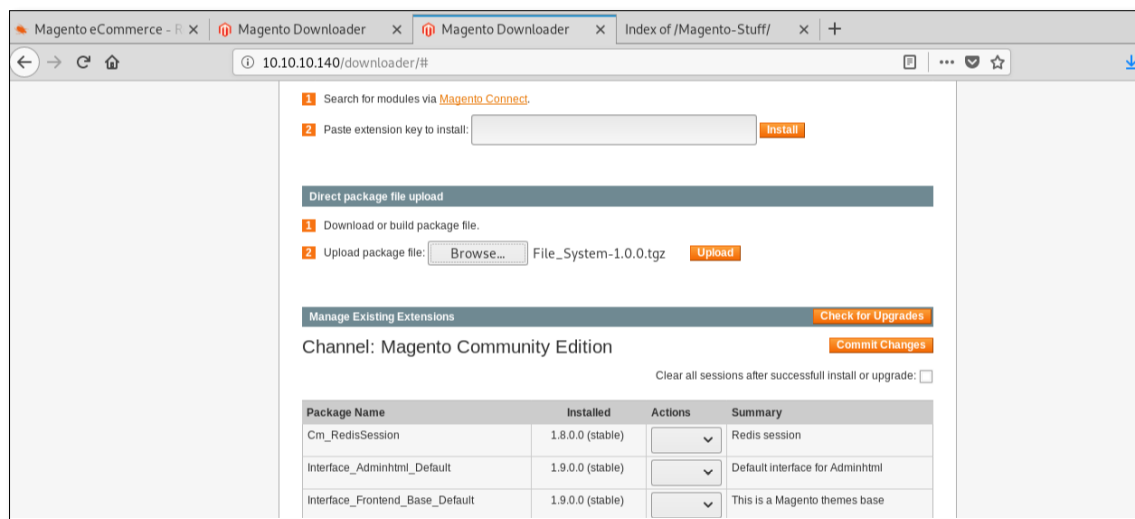 Magento eCommerce - R Magento Downloader Magento Downloader Index of /Magento-Stuff/
10.10.10.140/downloader/#
1 Search for modules via Magento Connect.
2 Paste extension key to install: Install
Direct package file upload
1 Download or build package file.
2 Upload package file: Browse... File_System-1.0.0.tgz Upload
Manage Existing Extensions Check for Upgrades
Channel: Magento Community Edition Commit Changes
Clear all sessions after successfull install or upgrade:
Package Name Installed Actions Summary
Cm_RedisSession 1.8.0.0 (stable) Redis session
Interface_Adminhtml_Default 1.9.0.0 (stable) Default interface for Adminhtml
Interface_Frontend_Base_Default 1.9.0.0 (stable) This is a Magento themes base